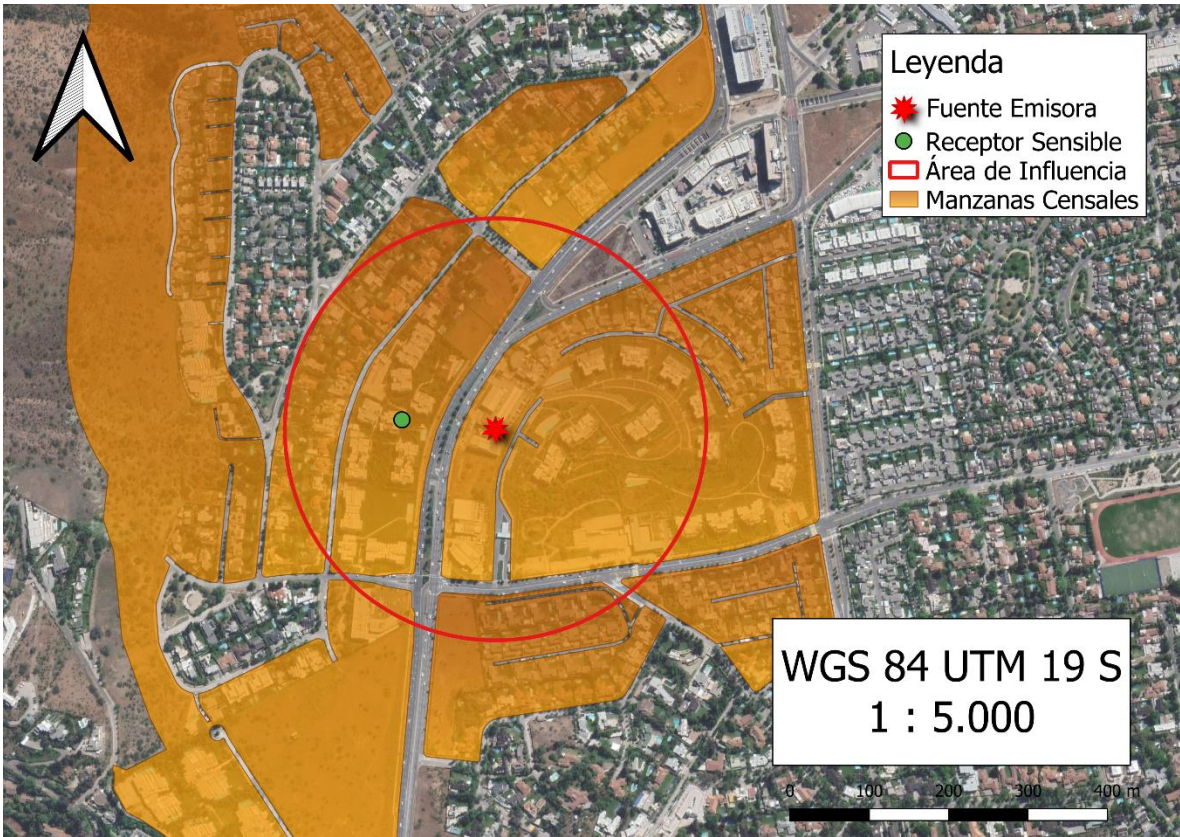 Leyenda
Fuente Emisora
Receptor Sensible
Área de Influencia
Manzanas Censales
WGS 84 UTM 19 S
1 : 5.000
0 100 200 300 400 m